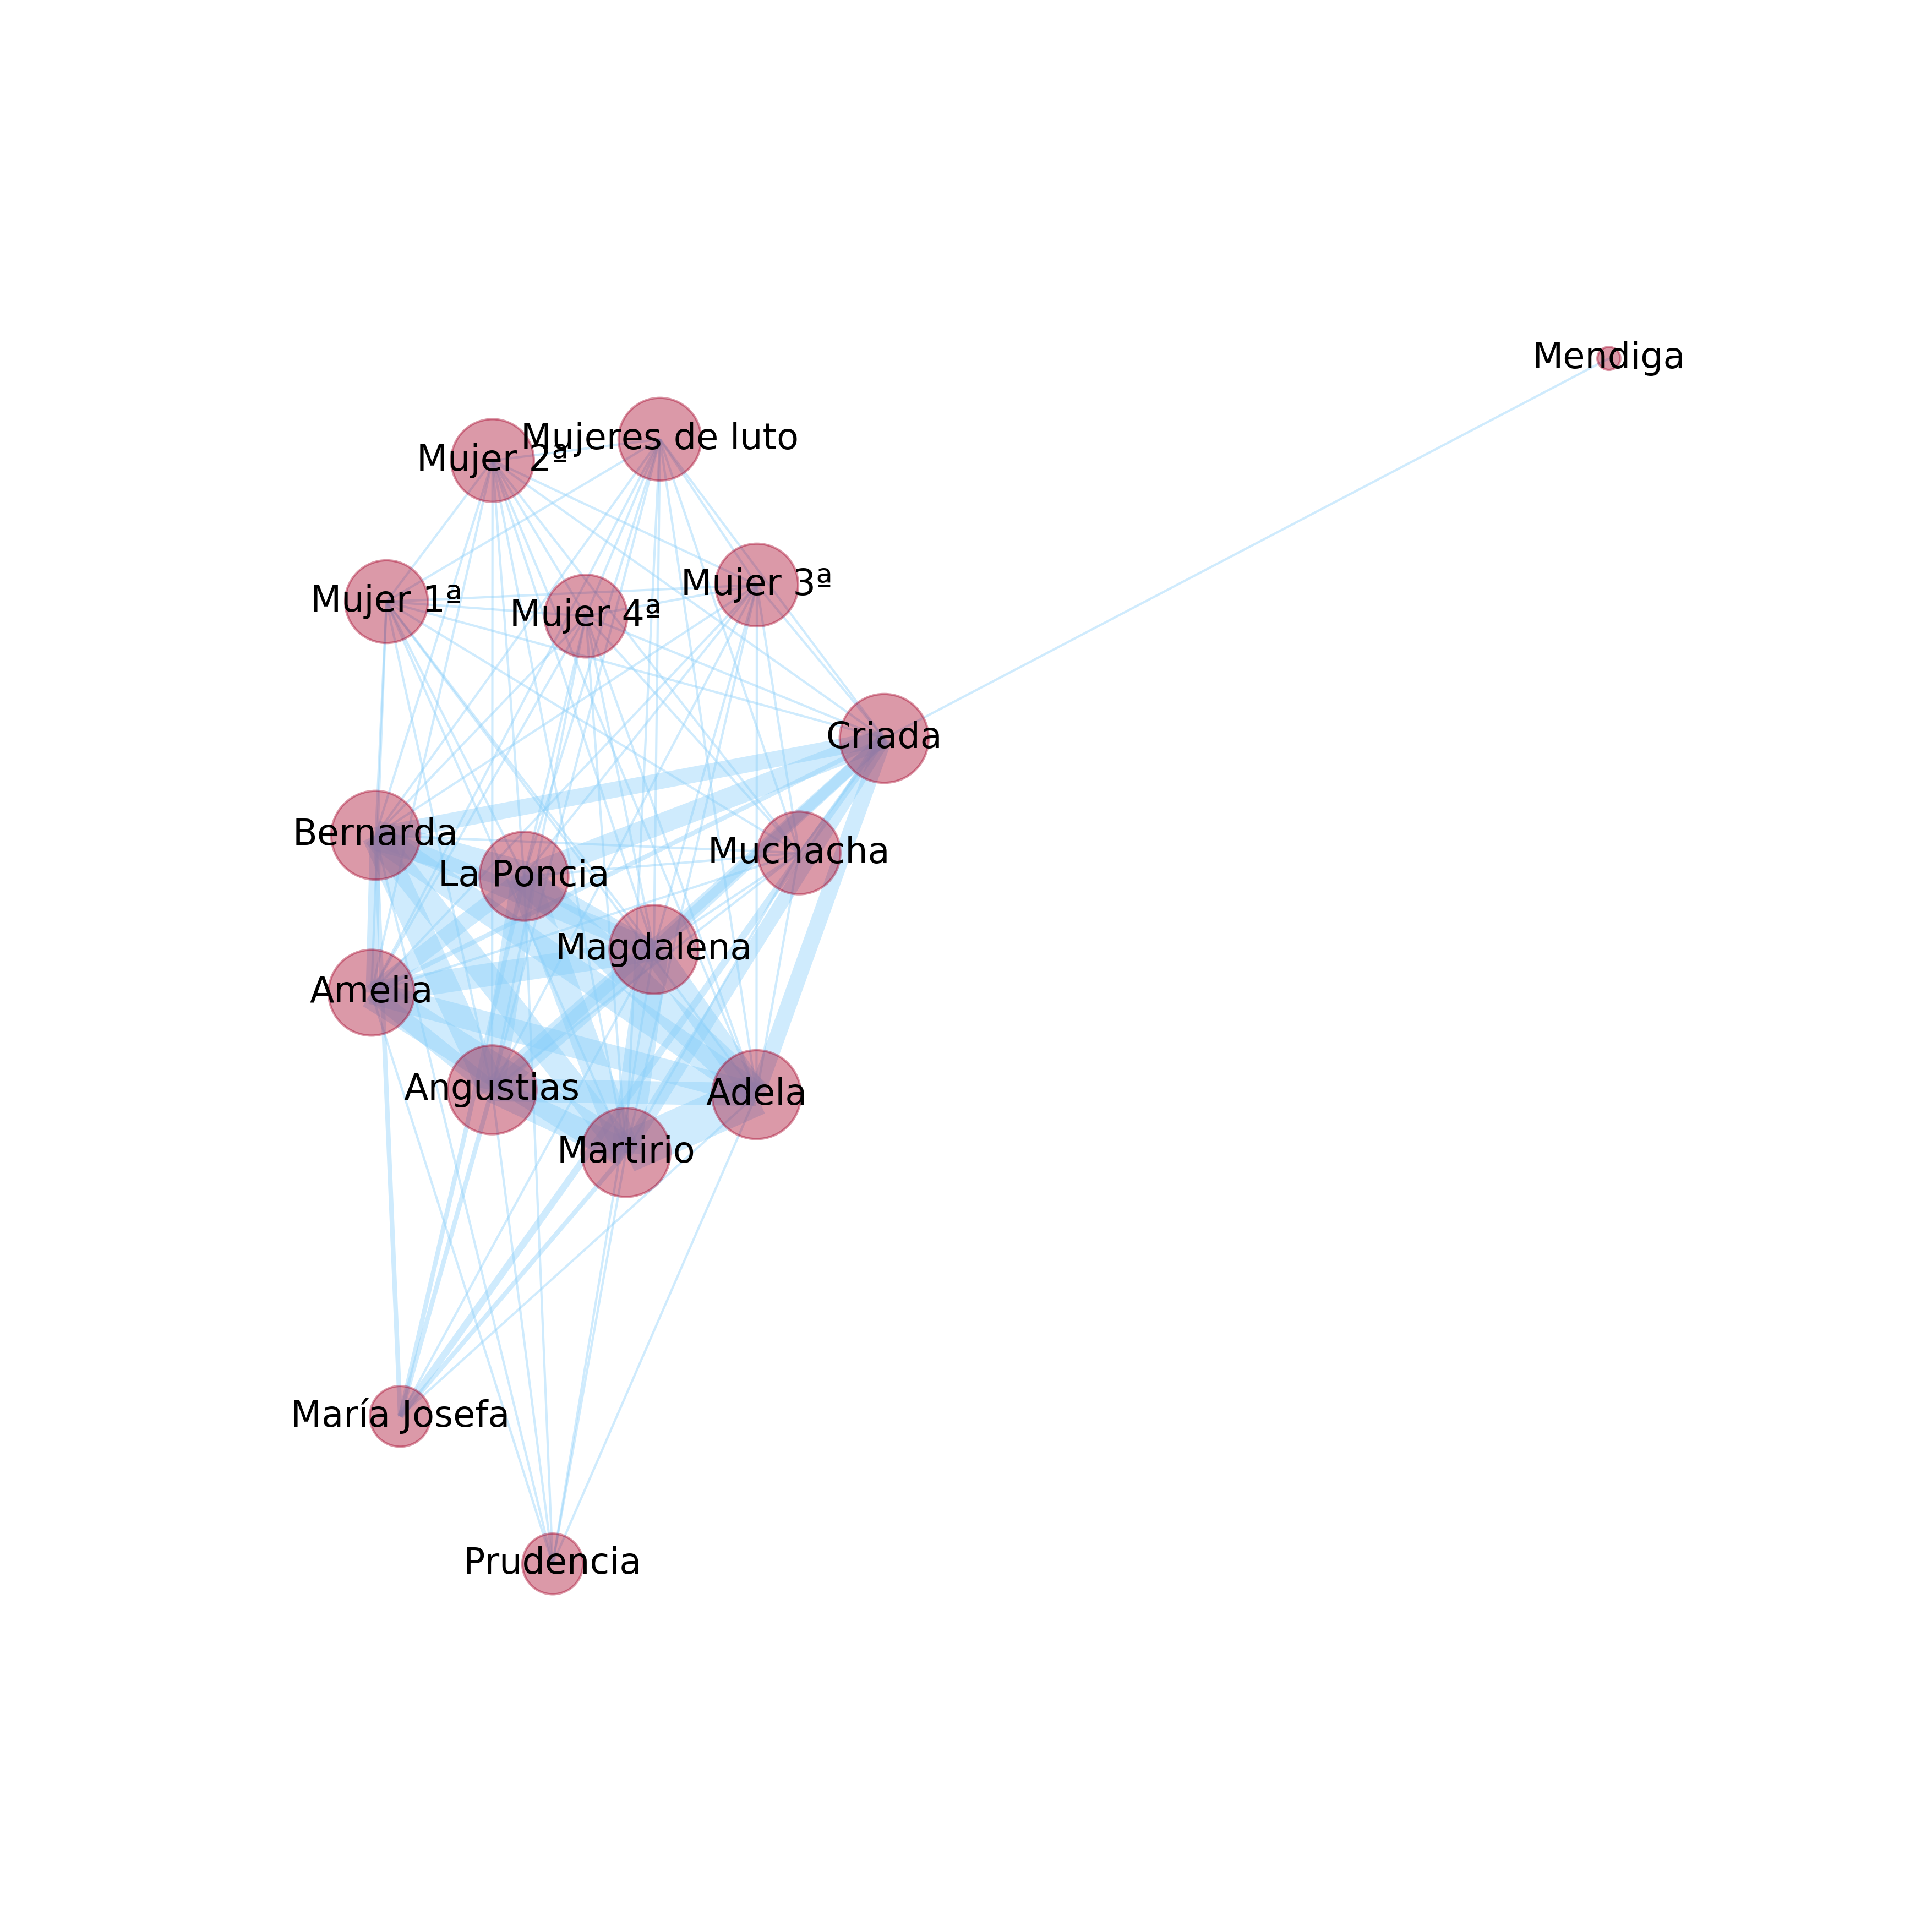 Mendiga
Mujeres de luto
Mujer 2ª
Mujer 3ª
Mujer 1ª
Mujer 4ª
Criada
Bernarda
Muchacha
La Poncia
Magdalena
Amelia
Angustias
Adela
Martirio
María Josefa
Prudencia